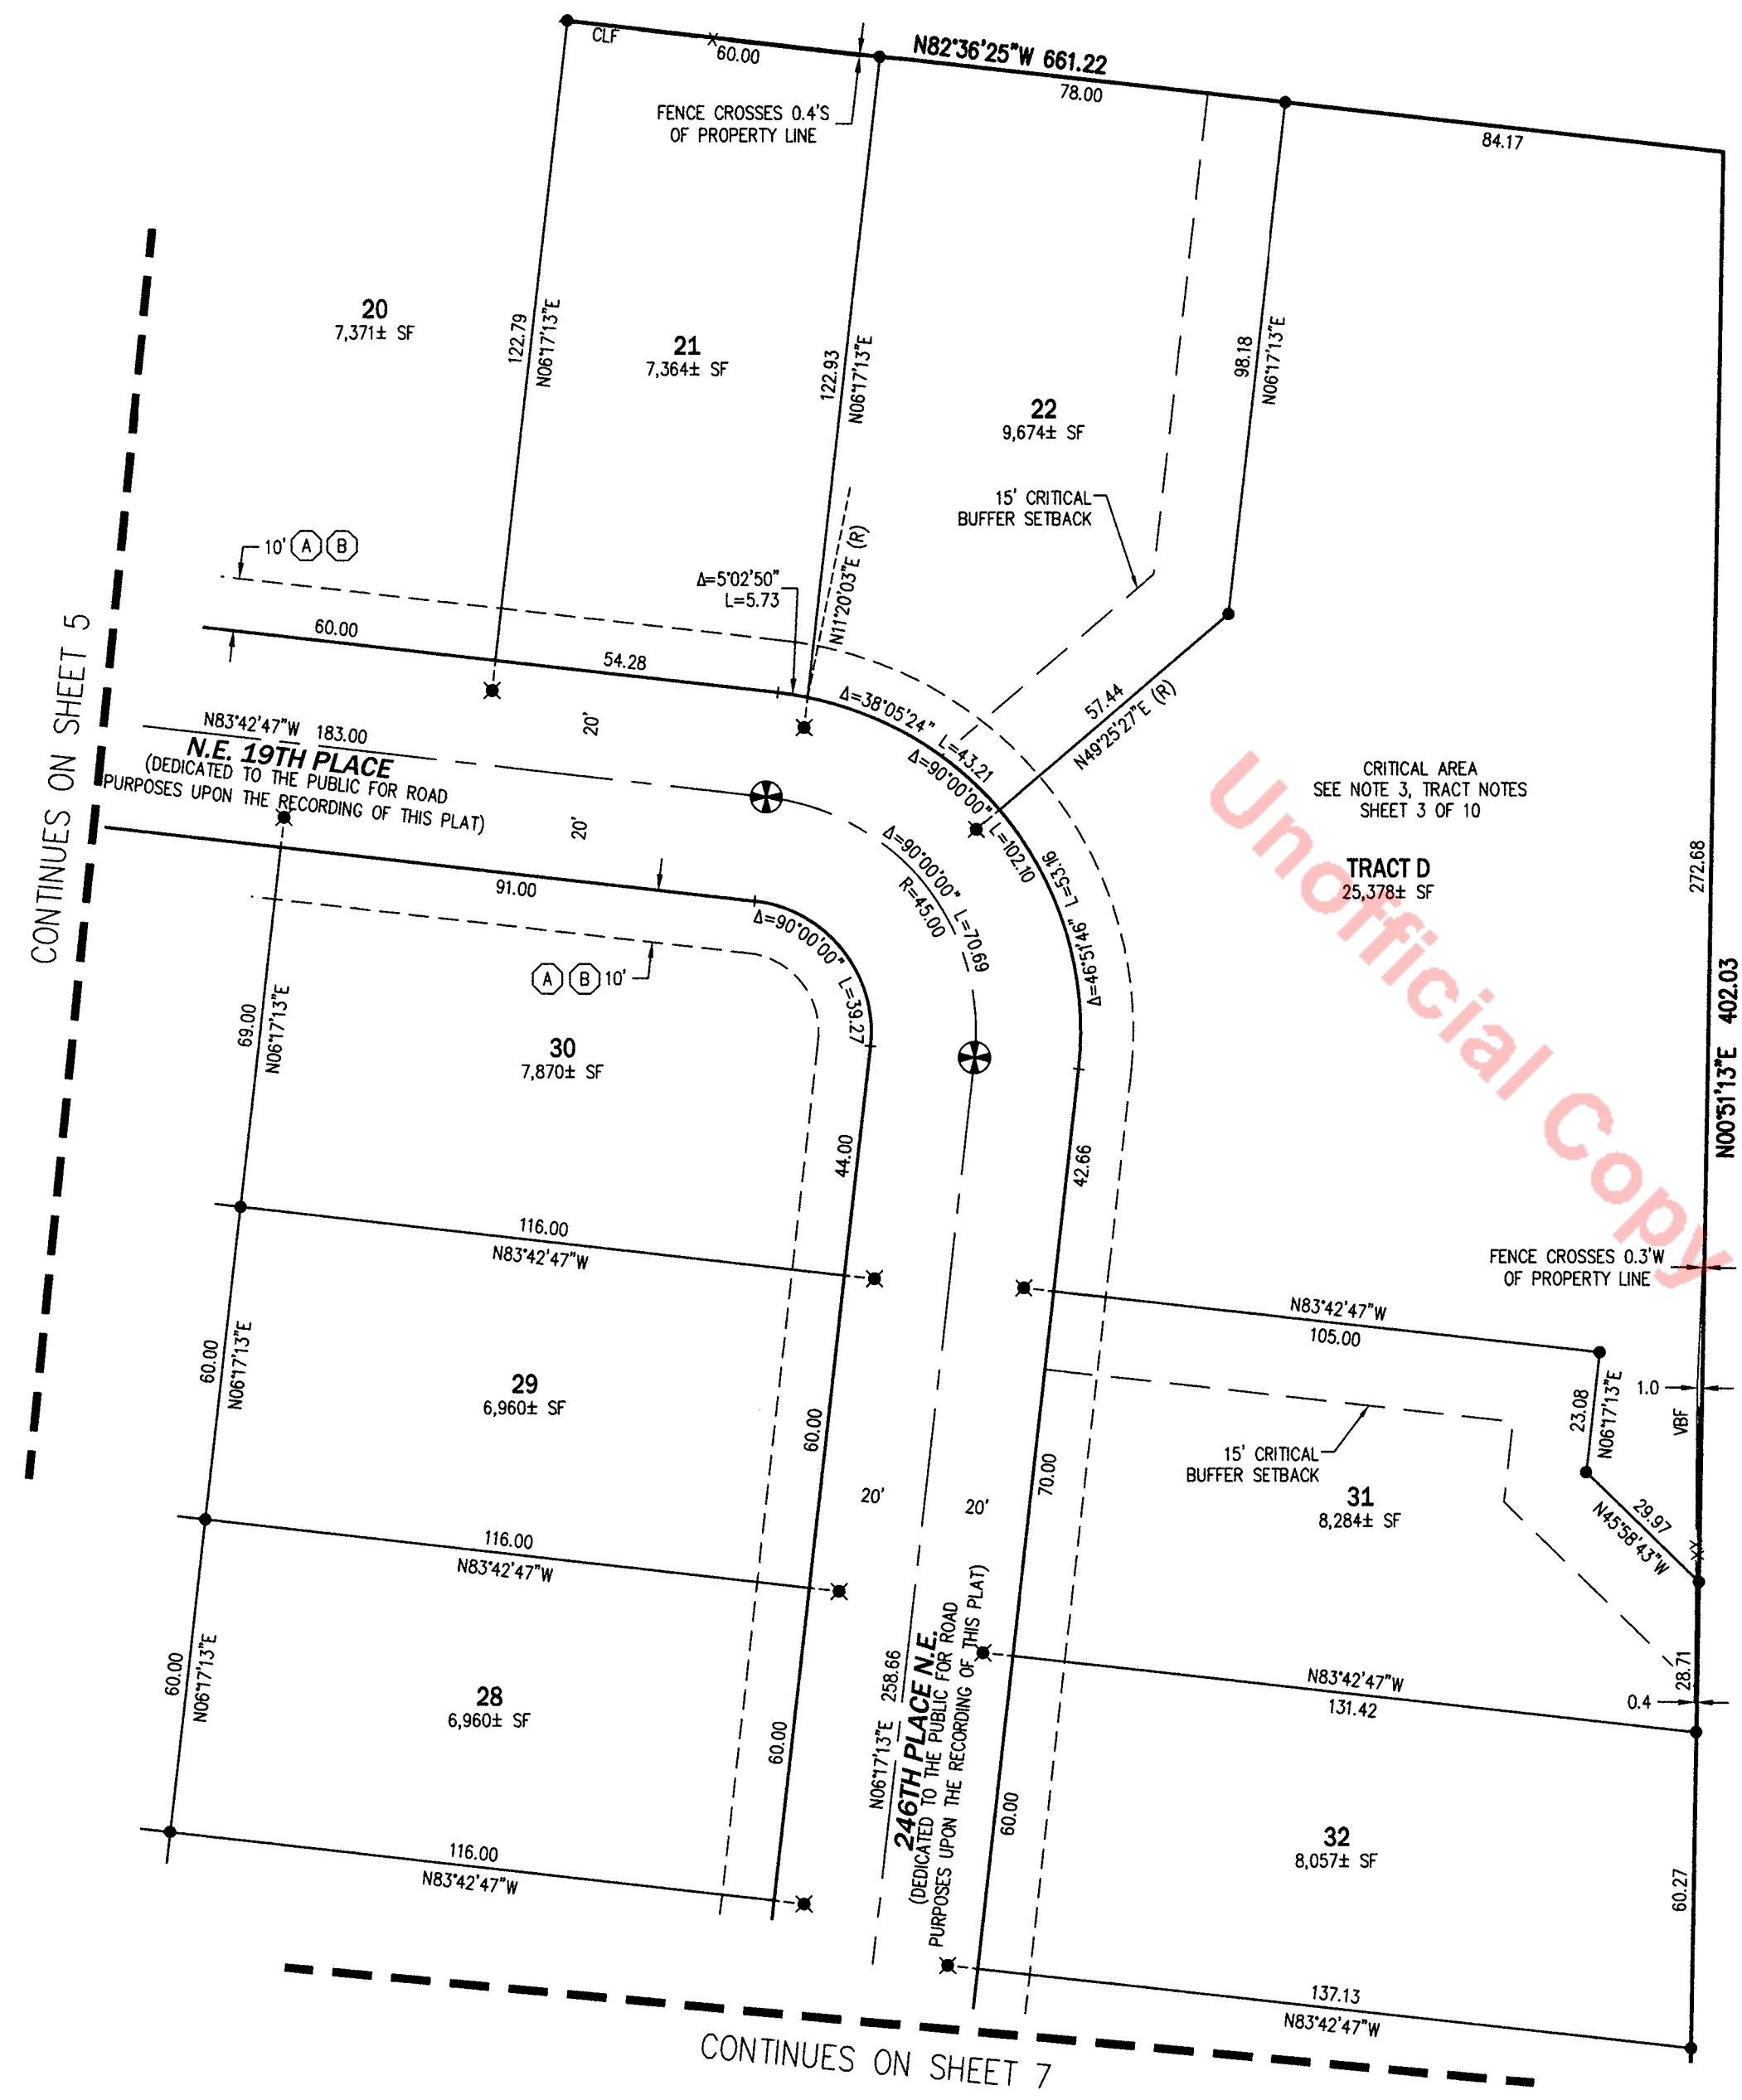 CLF
60.00
N82°36'25"W 661.22
78.00
84.17
FENCE CROSSES 0.4'S
OF PROPERTY LINE
20
7,371± SF
122.79
N06°17'13"E
21
7,364± SF
122.93
N06°17'13"E
22
9,674± SF
98.18
N06°17'13"E
15' CRITICAL
BUFFER SETBACK
10' A B
Δ=5°02'50"
L=5.73
N11°20'03"E (R)
CONTINUES ON SHEET 5
60.00
54.28
Δ=38°05'24" L=43.21
Δ=90°00'00" L=102.10
57.44
N49°25'27"E (R)
N83°42'47"W 183.00
N.E. 19TH PLACE
(DEDICATED TO THE PUBLIC FOR ROAD
PURPOSES UPON THE RECORDING OF THIS PLAT)
20'
20'
CRITICAL AREA
SEE NOTE 3, TRACT NOTES
SHEET 3 OF 10
TRACT D
25,378± SF
272.68
N00°51'13"E 402.03
Unofficial Copy
91.00
Δ=90°00'00" L=39.27
Δ=90°00'00" L=70.69
R=45.00
Δ=46°51'46" L=53.16
A B 10'
69.00
N06°17'13"E
30
7,870± SF
44.00
42.66
116.00
N83°42'47"W
FENCE CROSSES 0.3'W
OF PROPERTY LINE
N83°42'47"W
105.00
60.00
N06°17'13"E
29
6,960± SF
60.00
23.08
N06°17'13"E
1.0
VBF
15' CRITICAL
BUFFER SETBACK
70.00
31
8,284± SF
20'
20'
29.97
N45°58'43"W
116.00
N83°42'47"W
60.00
N06°17'13"E
28
6,960± SF
60.00
N06°17'13"E 258.66
246TH PLACE N.E.
(DEDICATED TO THE PUBLIC FOR ROAD
PURPOSES UPON THE RECORDING OF THIS PLAT)
N83°42'47"W
131.42
28.71
0.4
60.00
32
8,057± SF
60.27
116.00
N83°42'47"W
137.13
N83°42'47"W
CONTINUES ON SHEET 7